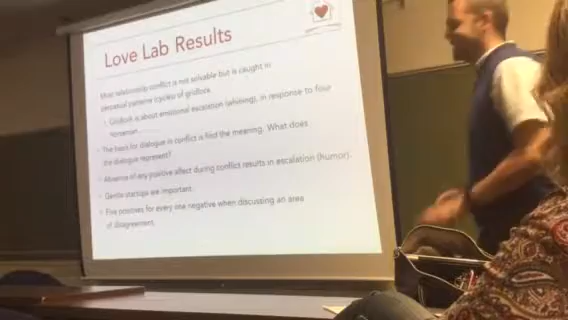 Love Lab Results
Most relationship conflict is not solvable but is caught in
perpetual patterns (cycles) of gridlock.
Gridlock is about emotional escalation (whining), in response to four
horseman
The basis for dialogue in conflict is find the meaning. What does
the dialogue represent?
Absence of any positive affect during conflict results in escalation (humor).
Gentle startups are important.
Five positives for every one negative when discussing an area
of disagreement.